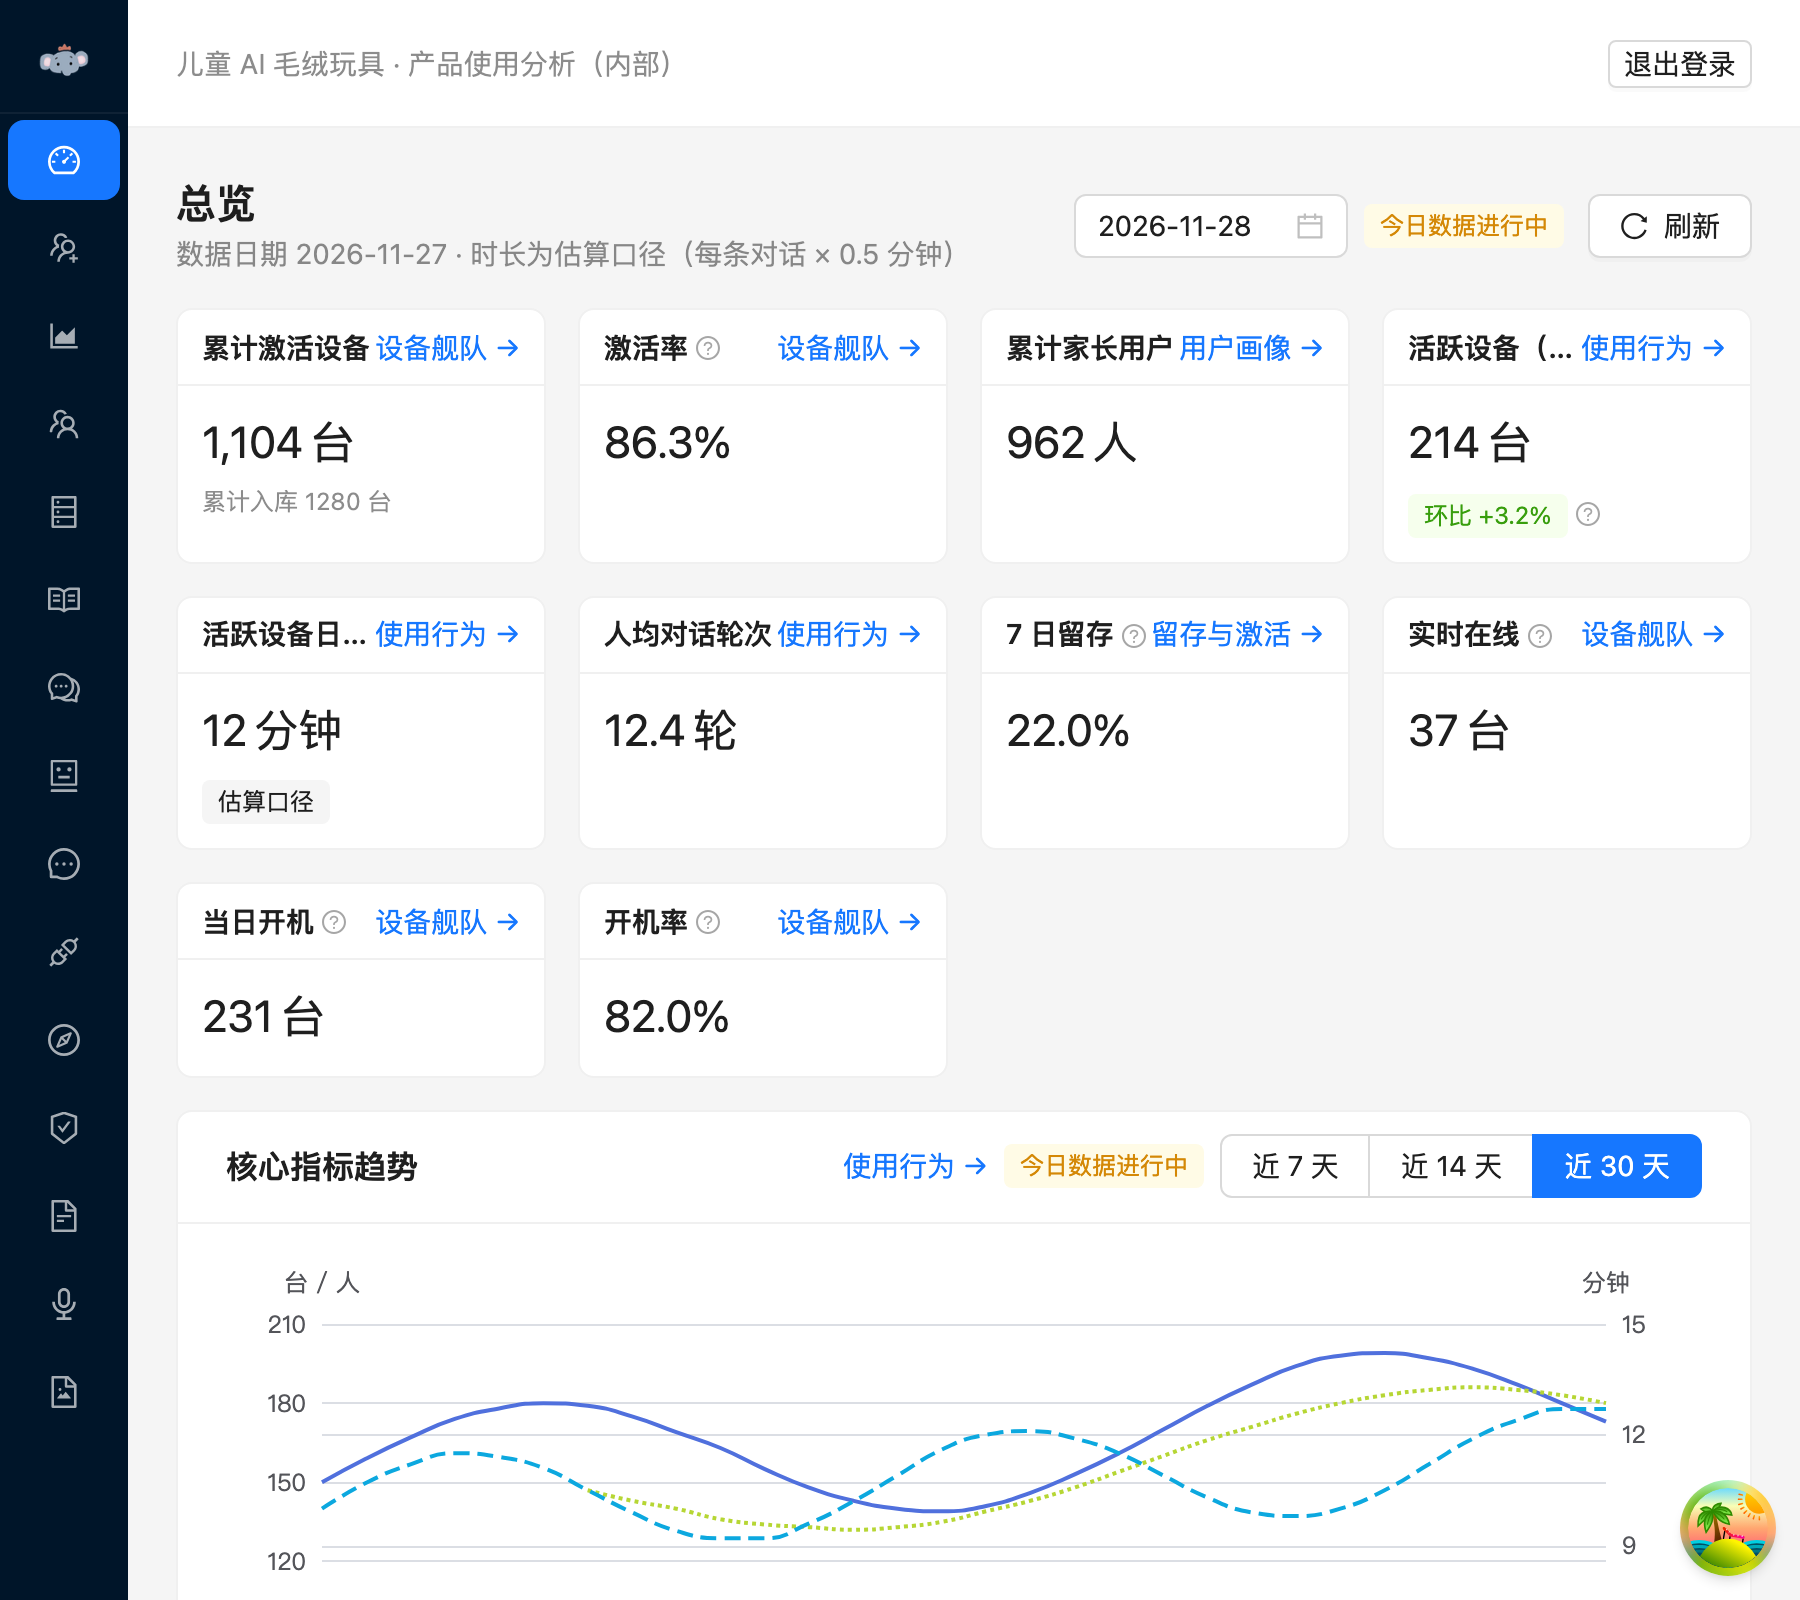 儿童 AI 毛绒玩具 · 产品使用分析（内部）
退出登录
总览
数据日期 2026-11-27 · 时长为估算口径（每条对话 × 0.5 分钟）
2026-11-28
今日数据进行中
刷新
累计激活设备 设备舰队 →
1,104 台
累计入库 1280 台
激活率 设备舰队 →
86.3%
累计家长用户 用户画像 →
962 人
活跃设备（... 使用行为 →
214 台
环比 +3.2%
活跃设备日... 使用行为 →
12 分钟
估算口径
人均对话轮次 使用行为 →
12.4 轮
7 日留存 留存与激活 →
22.0%
实时在线 设备舰队 →
37 台
当日开机 设备舰队 →
231 台
开机率 设备舰队 →
82.0%
核心指标趋势
使用行为 →
今日数据进行中
近 7 天
近 14 天
近 30 天
台 / 人
分钟
210
180
150
120
15
12
9